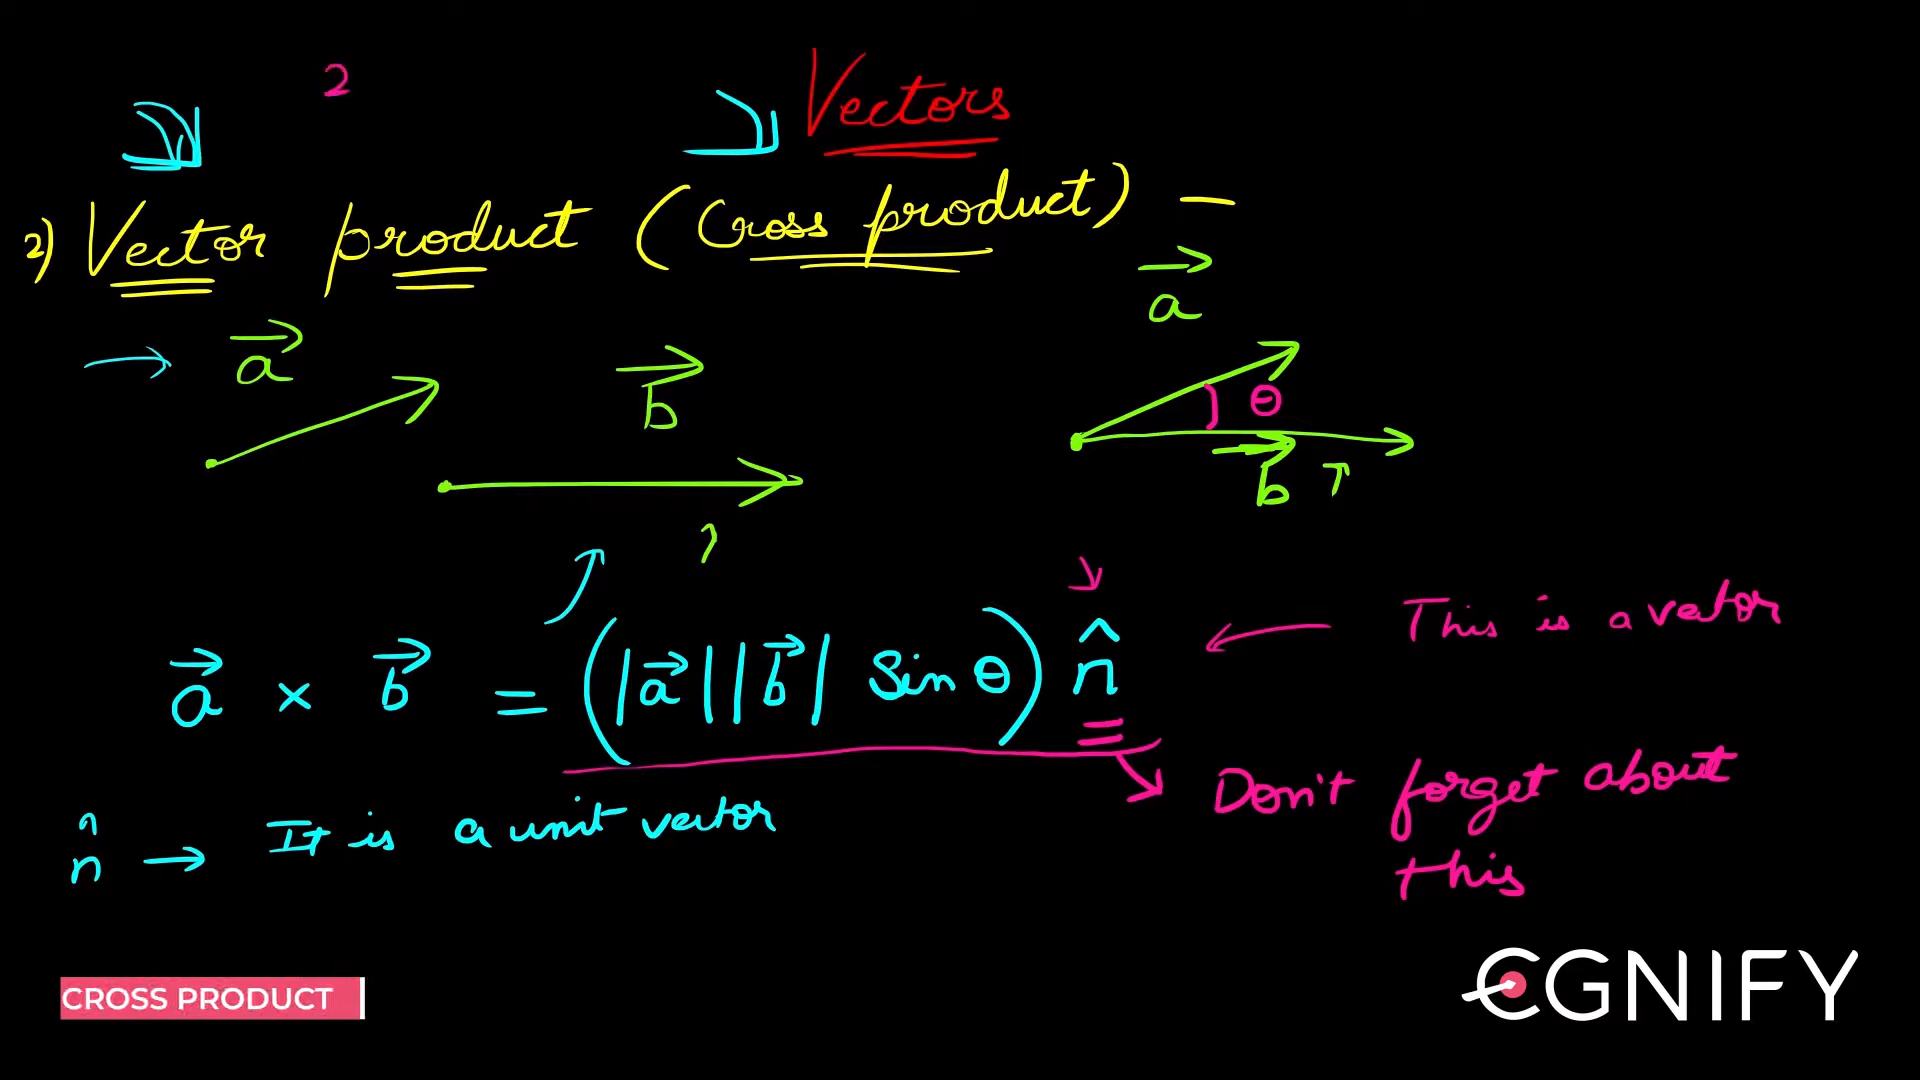 2
Vectors
2) Vector product (Cross product) —
→ a⃗
b⃗
a⃗
θ
b⃗
a⃗ × b⃗ = (|a⃗||b⃗| Sin θ) n̂ ← This is a vector
Don't forget about
this
n̂ → It is a unit vector
CROSS PRODUCT
CGNIFY